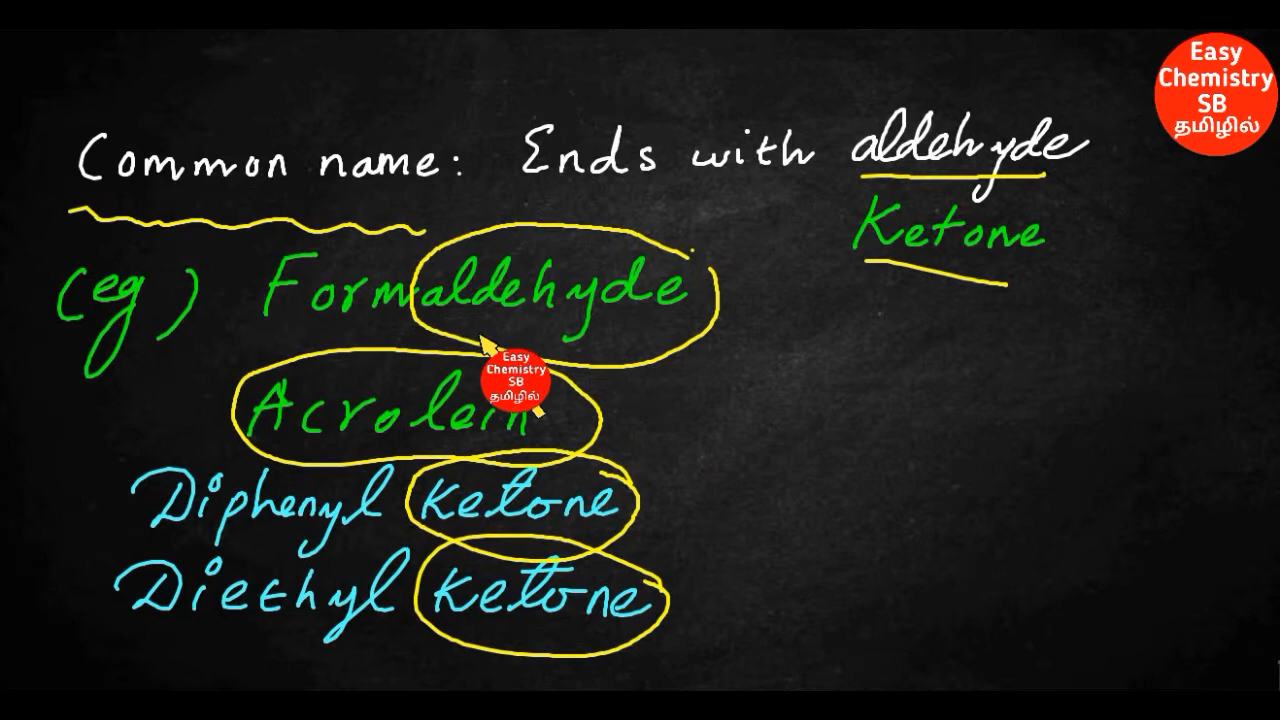 Easy
Chemistry
SB
தமிழில்
Common name: Ends with aldehyde
Ketone
(eg) Formaldehyde
Easy
Chemistry
SB
தமிழில்
Acrolein
Diphenyl Ketone
Diethyl Ketone